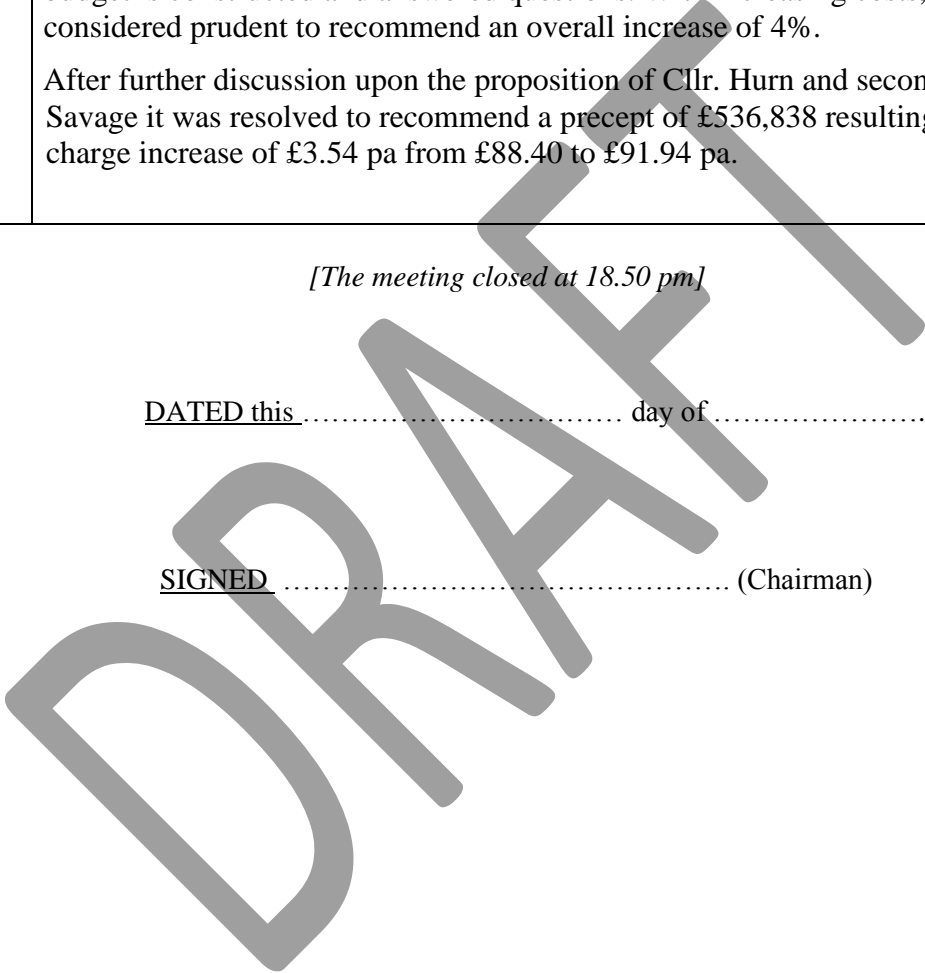 considered prudent to recommend an overall increase of 4%.
After further discussion upon the proposition of Cllr. Hurn and secon
Savage it was resolved to recommend a precept of £536,838 resulting
charge increase of £3.54 pa from £88.40 to £91.94 pa.
[The meeting closed at 18.50 pm]
DATED this …………………………… day of ………………….
SIGNED ………………………………………. (Chairman)
DRAFT